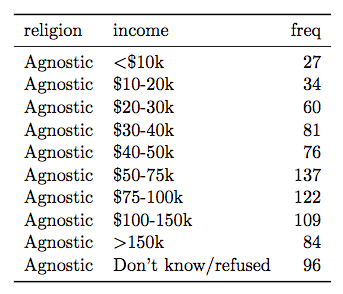 religion income freq
Agnostic <$10k 27
Agnostic $10-20k 34
Agnostic $20-30k 60
Agnostic $30-40k 81
Agnostic $40-50k 76
Agnostic $50-75k 137
Agnostic $75-100k 122
Agnostic $100-150k 109
Agnostic >150k 84
Agnostic Don't know/refused 96